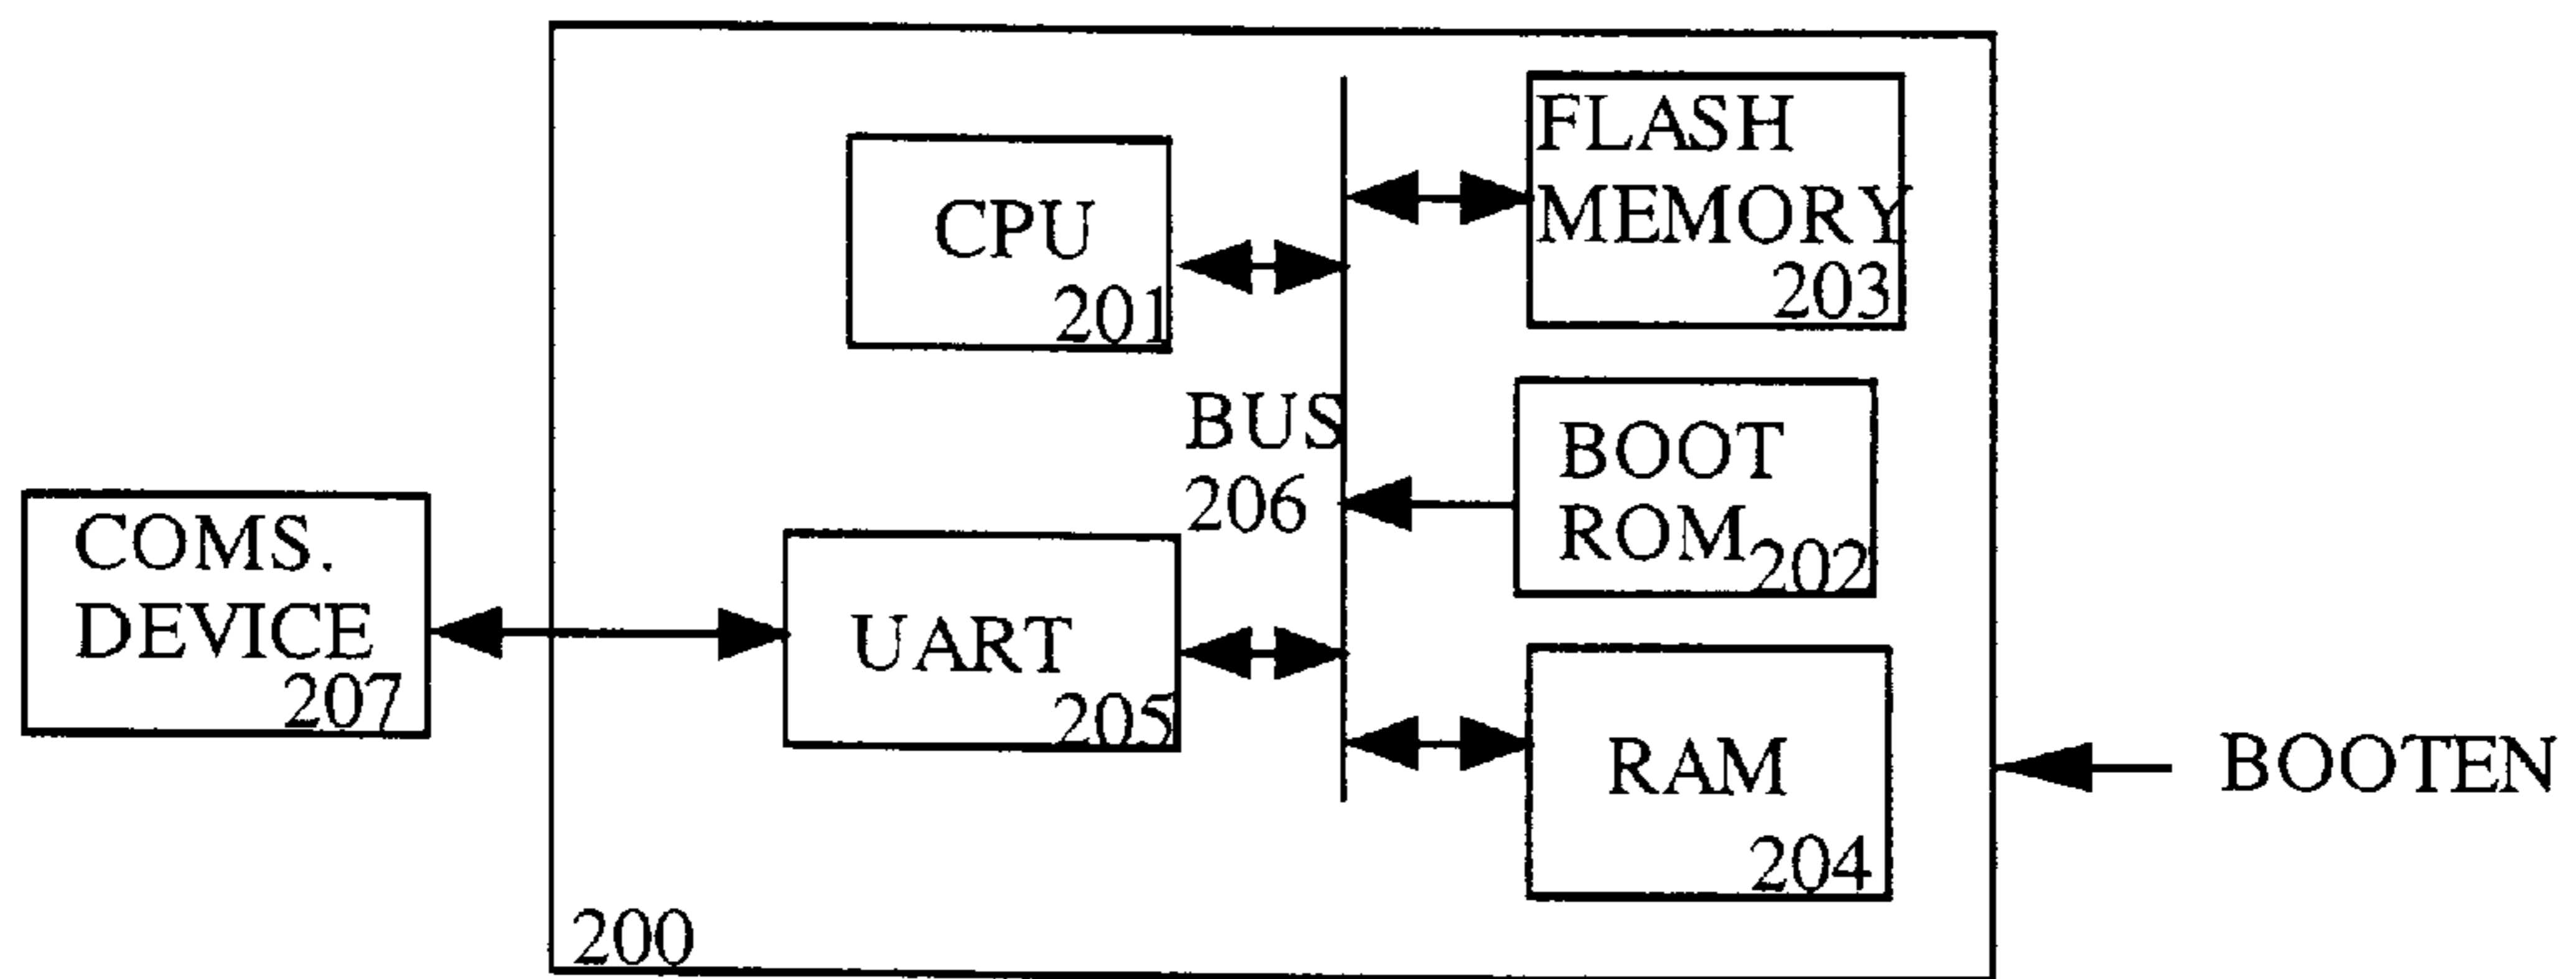 FLASH
MEMORY
203
CPU
201
BUS
206
BOOT
ROM
202
COMS.
DEVICE
207
UART
205
RAM
204
BOOTEN
200